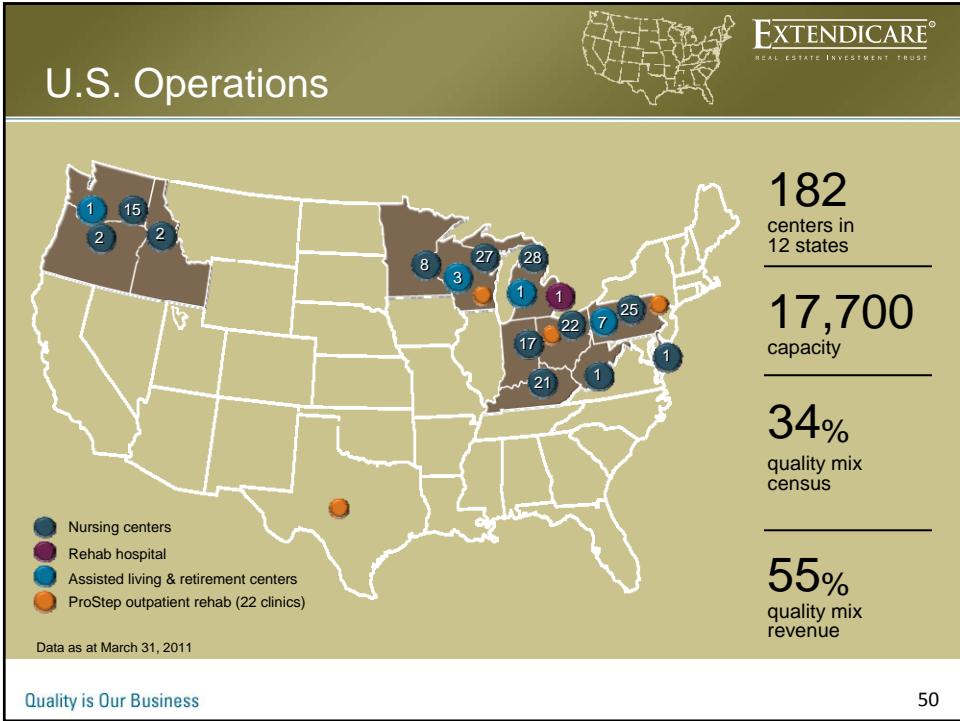 EXTENDICARE®
REAL ESTATE INVESTMENT TRUST
U.S. Operations
1
15
2
2
8
27
3
28
1
1
25
7
22
17
1
21
1
182
centers in
12 states
17,700
capacity
34%
quality mix
census
55%
quality mix
revenue
Nursing centers
Rehab hospital
Assisted living & retirement centers
ProStep outpatient rehab (22 clinics)
Data as at March 31, 2011
Quality is Our Business
50